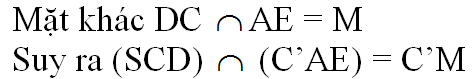 Mặt khác DC ∩ AE = M
Suy ra (SCD) ∩ (C’AE) = C’M